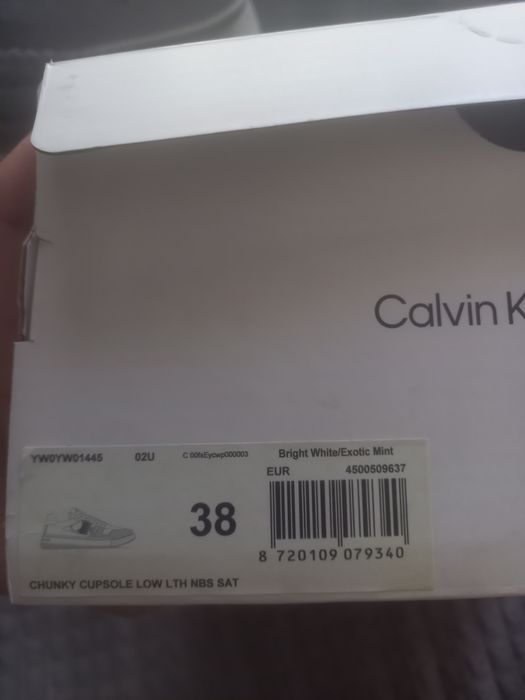 Calvin K
YW0YW01445 02U C 00fsEyowp000003 Bright White/Exotic Mint
EUR 4500509637
38
8 720109 079340
CHUNKY CUPSOLE LOW LTH NBS SAT